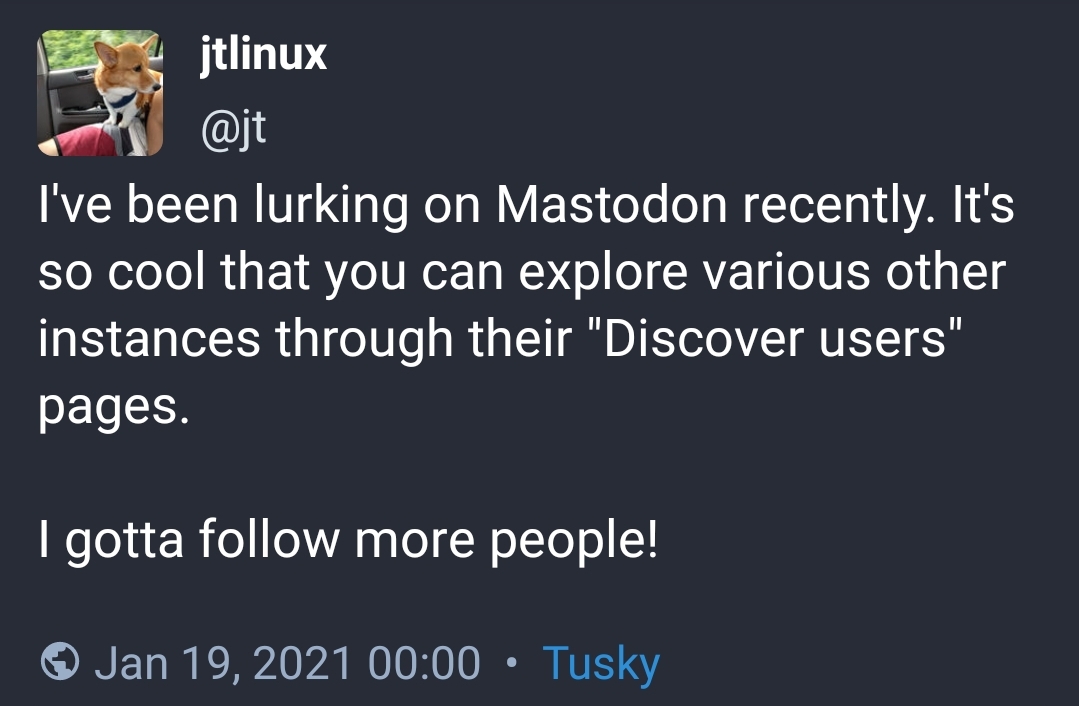 jtlinux
@jt
I've been lurking on Mastodon recently. It's
so cool that you can explore various other
instances through their "Discover users"
pages.
I gotta follow more people!
Jan 19, 2021 00:00 • Tusky